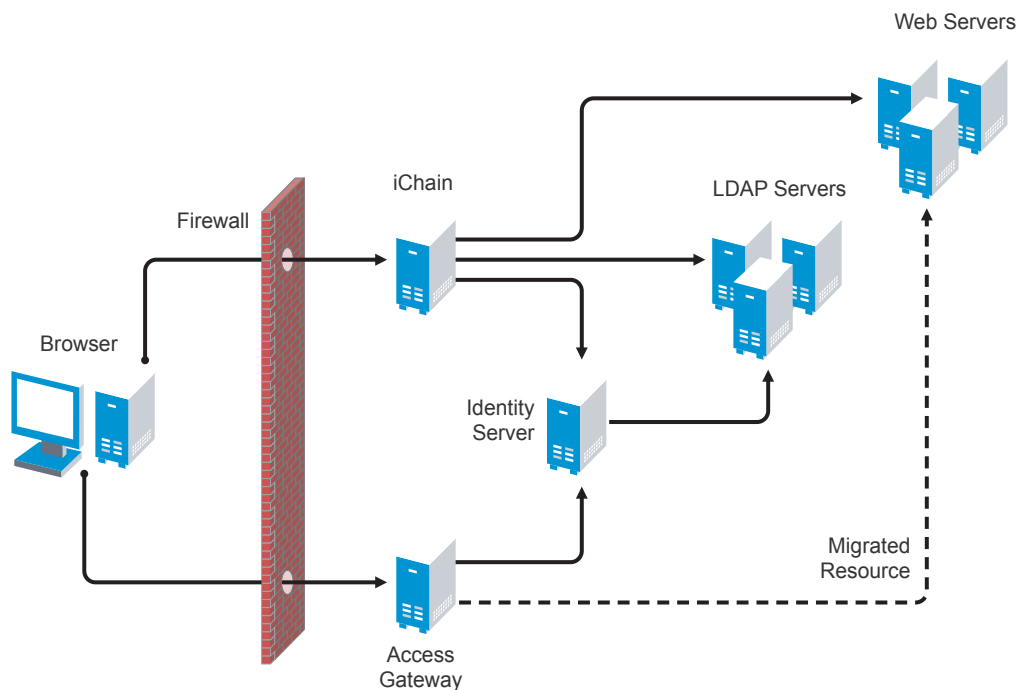 Web Servers
iChain
LDAP Servers
Firewall
Browser
Identity
Server
Migrated
Resource
Access
Gateway